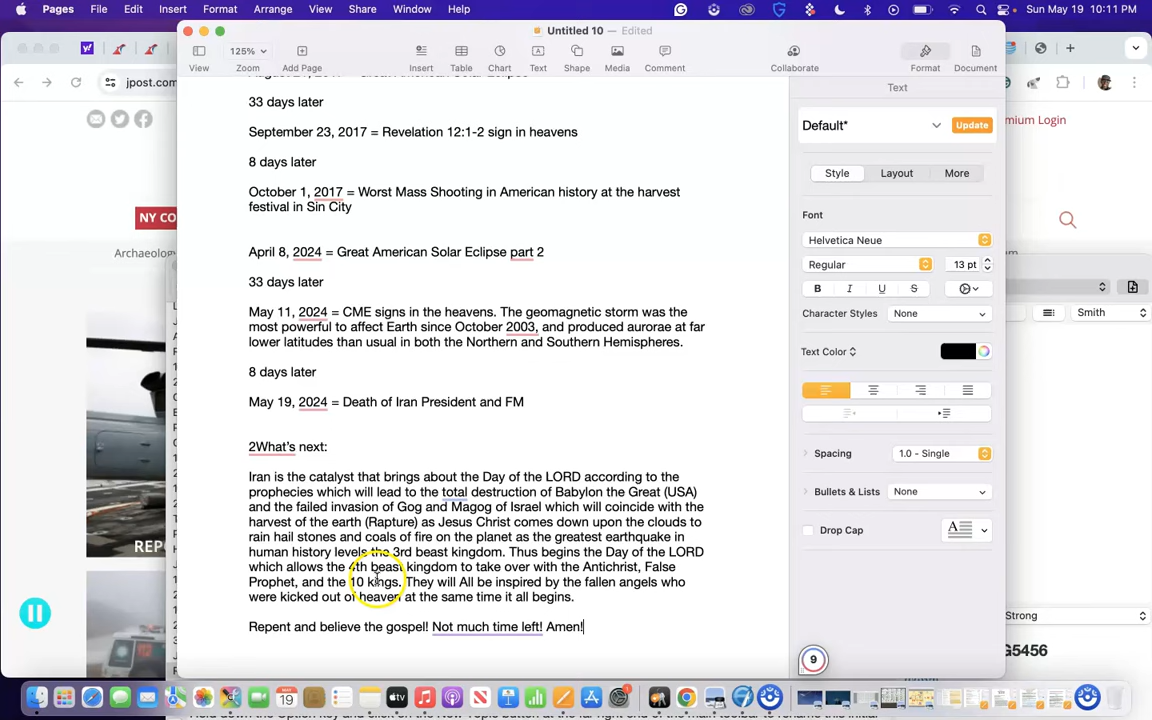 Pages File Edit Insert Format Arrange View Share Window Help Sun May 19 10:11 PM
Untitled 10 — Edited
125%
View Zoom Add Page Insert Table Chart Text Shape Media Comment Collaborate Format Document
jpost.com
mium Login
NY CO
Archaeolog
REP
33 days later
September 23, 2017 = Revelation 12:1-2 sign in heavens
8 days later
October 1, 2017 = Worst Mass Shooting in American history at the harvest
festival in Sin City
April 8, 2024 = Great American Solar Eclipse part 2
33 days later
May 11, 2024 = CME signs in the heavens. The geomagnetic storm was the
most powerful to affect Earth since October 2003, and produced aurorae at far
lower latitudes than usual in both the Northern and Southern Hemispheres.
8 days later
May 19, 2024 = Death of Iran President and FM
2What's next:
Iran is the catalyst that brings about the Day of the LORD according to the
prophecies which will lead to the total destruction of Babylon the Great (USA)
and the failed invasion of Gog and Magog of Israel which will coincide with the
harvest of the earth (Rapture) as Jesus Christ comes down upon the clouds to
rain hail stones and coals of fire on the planet as the greatest earthquake in
human history levels the 3rd beast kingdom. Thus begins the Day of the LORD
which allows the 4th beast kingdom to take over with the Antichrist, False
Prophet, and the 10 kings. They will All be inspired by the fallen angels who
were kicked out of heaven at the same time it all begins.
Repent and believe the gospel! Not much time left! Amen!
Text
Default*
Update
Style Layout More
Font
Helvetica Neue
Regular 13 pt
B I U S
Character Styles None
Text Color
Spacing 1.0 - Single
Bullets & Lists None
Drop Cap
Smith
Strong
G5456
9
MAY
19